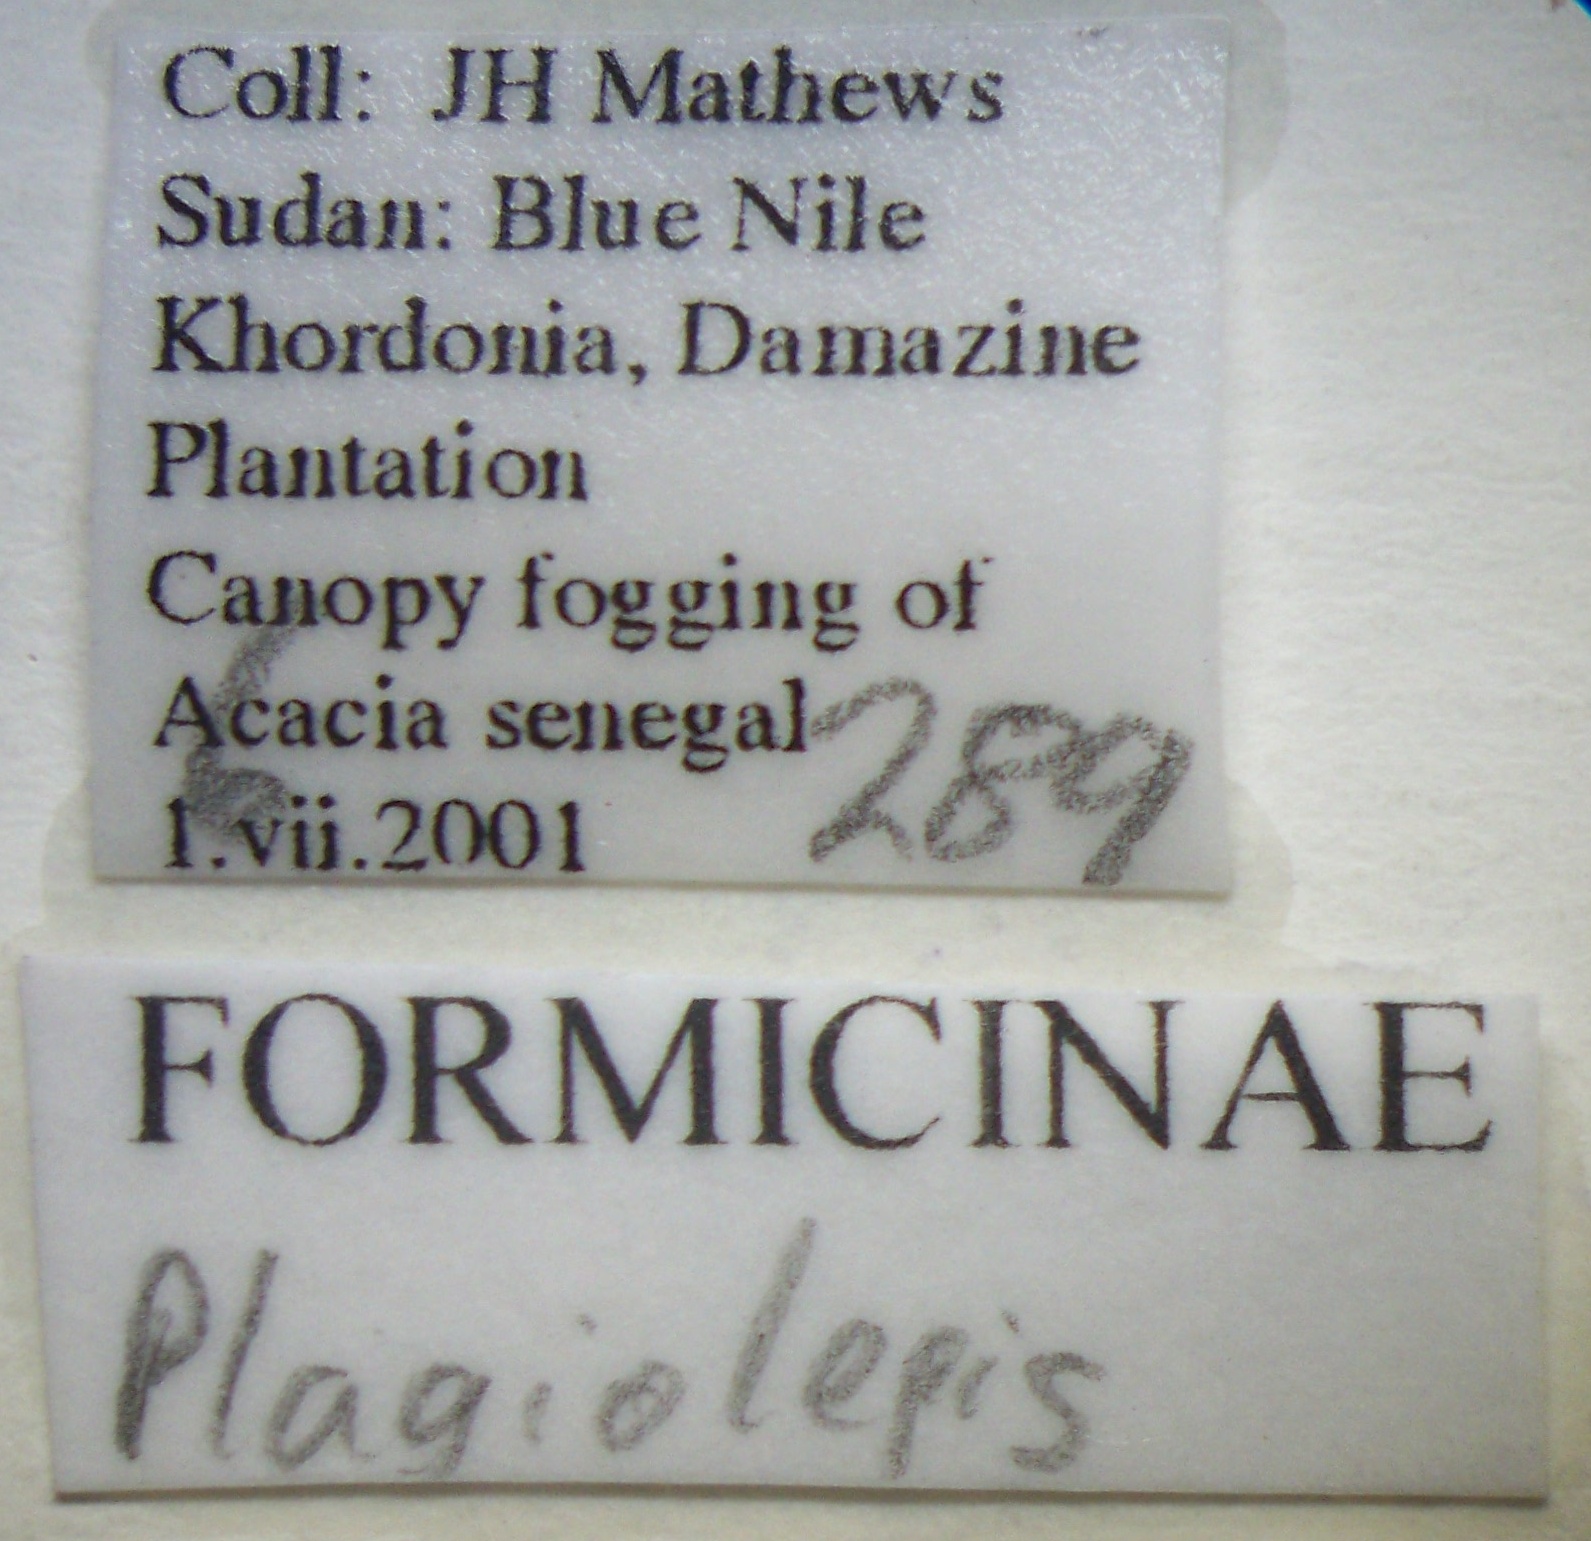 Coll: JH Mathews
Sudan: Blue Nile
Khordonia, Damazine
Plantation
Canopy fogging of
Acacia senegal
289
6
1.vii.2001
FORMICINAE
Plagiolepis